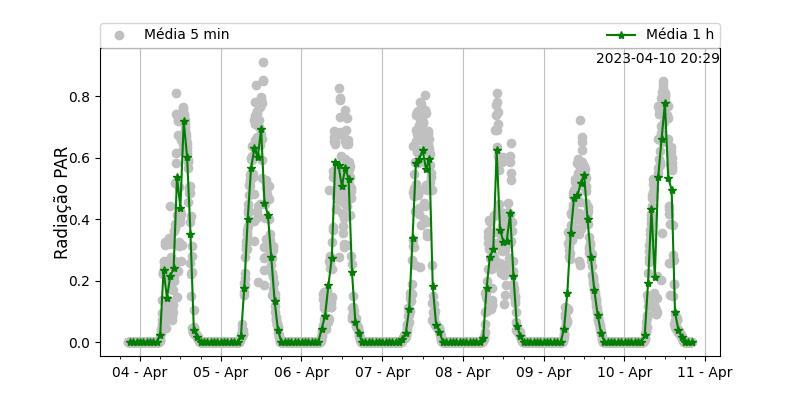 Média 5 min
Média 1 h
2023-04-10 20:29
Radiação PAR
0.8
0.6
0.4
0.2
0.0
04 - Apr
05 - Apr
06 - Apr
07 - Apr
08 - Apr
09 - Apr
10 - Apr
11 - Apr